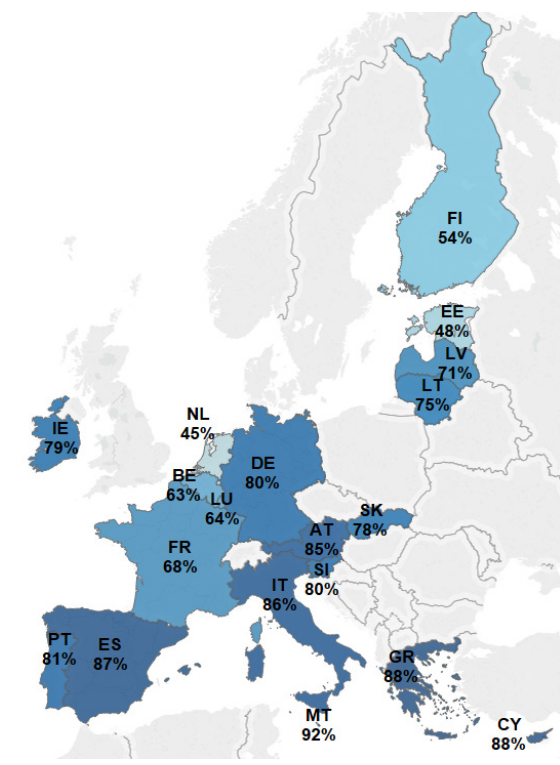 FI
54%
EE
48%
LV
71%
LT
75%
NL
45%
IE
79%
DE
80%
BE
63%
LU
64%
SK
78%
AT
85%
FR
68%
SI
80%
IT
86%
PT
81%
ES
87%
GR
88%
MT
92%
CY
88%